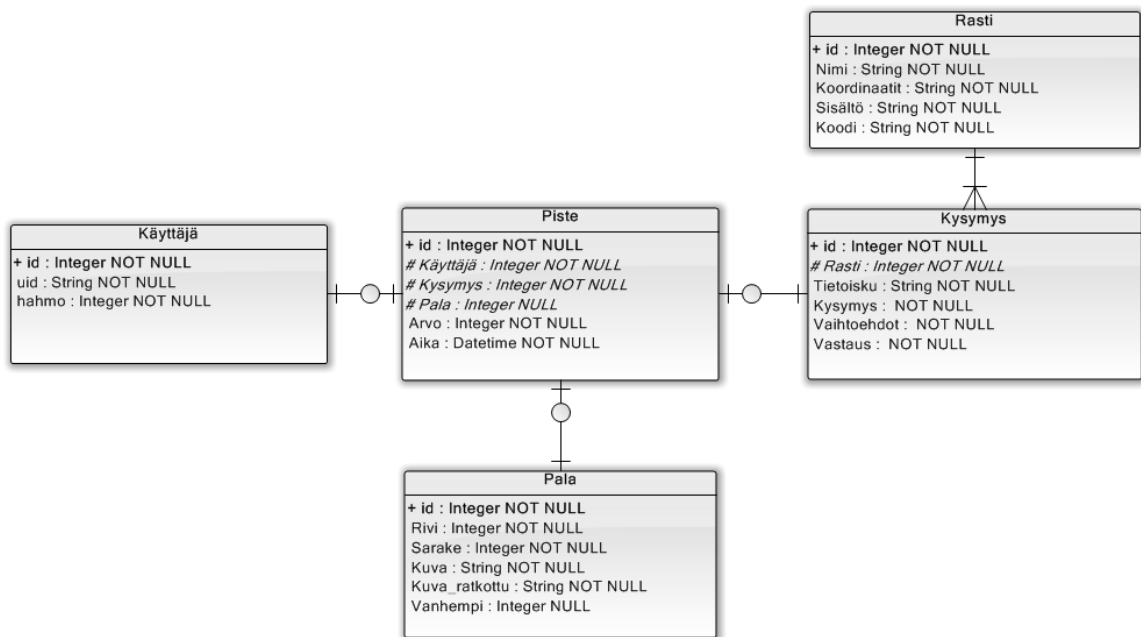 Rasti
+ id : Integer NOT NULL
Nimi : String NOT NULL
Koordinaatit : String NOT NULL
Sisältö : String NOT NULL
Koodi : String NOT NULL
Käyttäjä
+ id : Integer NOT NULL
uid : String NOT NULL
hahmo : Integer NOT NULL
Piste
+ id : Integer NOT NULL
# Käyttäjä : Integer NOT NULL
# Kysymys : Integer NOT NULL
# Pala : Integer NULL
Arvo : Integer NOT NULL
Aika : Datetime NOT NULL
Kysymys
+ id : Integer NOT NULL
# Rasti : Integer NOT NULL
Tietoisku : String NOT NULL
Kysymys : NOT NULL
Vaihtoehdot : NOT NULL
Vastaus : NOT NULL
Pala
+ id : Integer NOT NULL
Rivi : Integer NOT NULL
Sarake : Integer NOT NULL
Kuva : String NOT NULL
Kuva_ratkottu : String NOT NULL
Vanhempi : Integer NULL